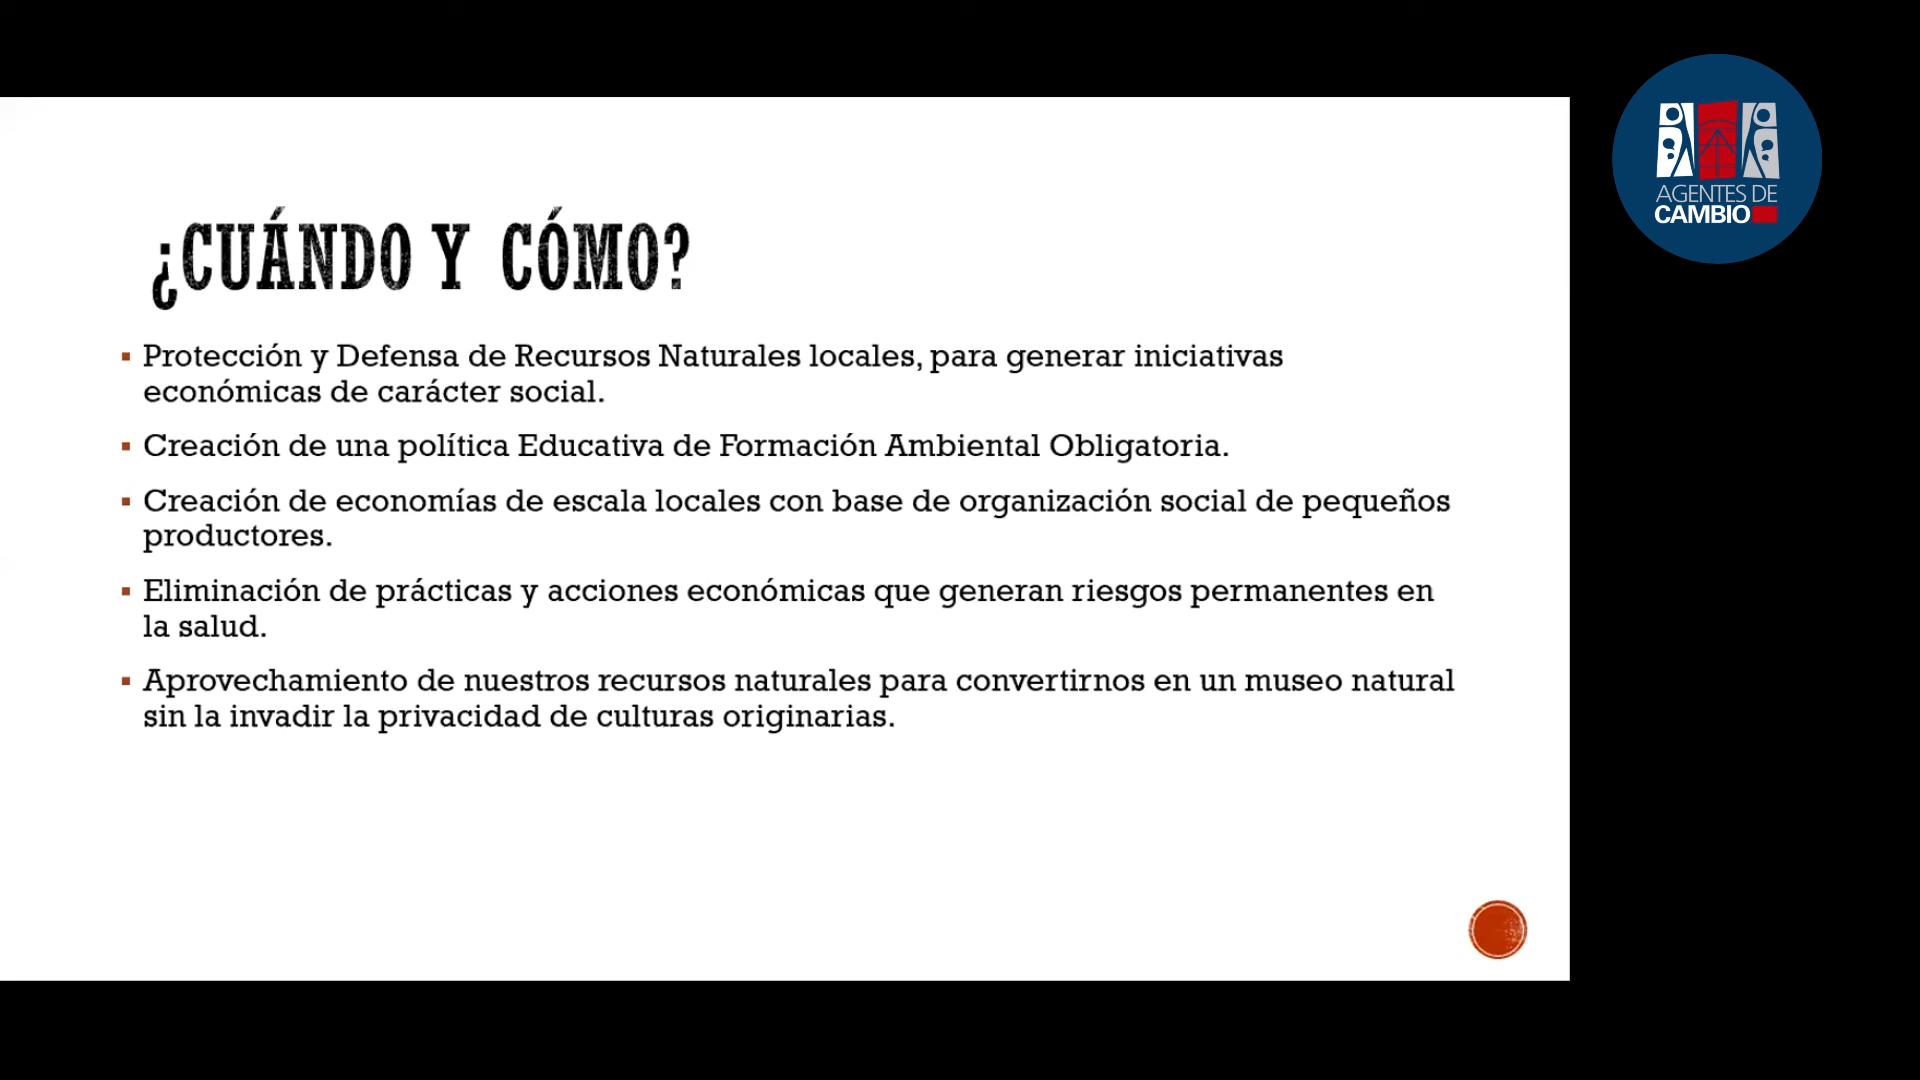 AGENTES DE
CAMBIO
¿CUÁNDO Y CÓMO?
▪ Protección y Defensa de Recursos Naturales locales, para generar iniciativas
económicas de carácter social.
▪ Creación de una política Educativa de Formación Ambiental Obligatoria.
▪ Creación de economías de escala locales con base de organización social de pequeños
productores.
▪ Eliminación de prácticas y acciones económicas que generan riesgos permanentes en
la salud.
▪ Aprovechamiento de nuestros recursos naturales para convertirnos en un museo natural
sin la invadir la privacidad de culturas originarias.